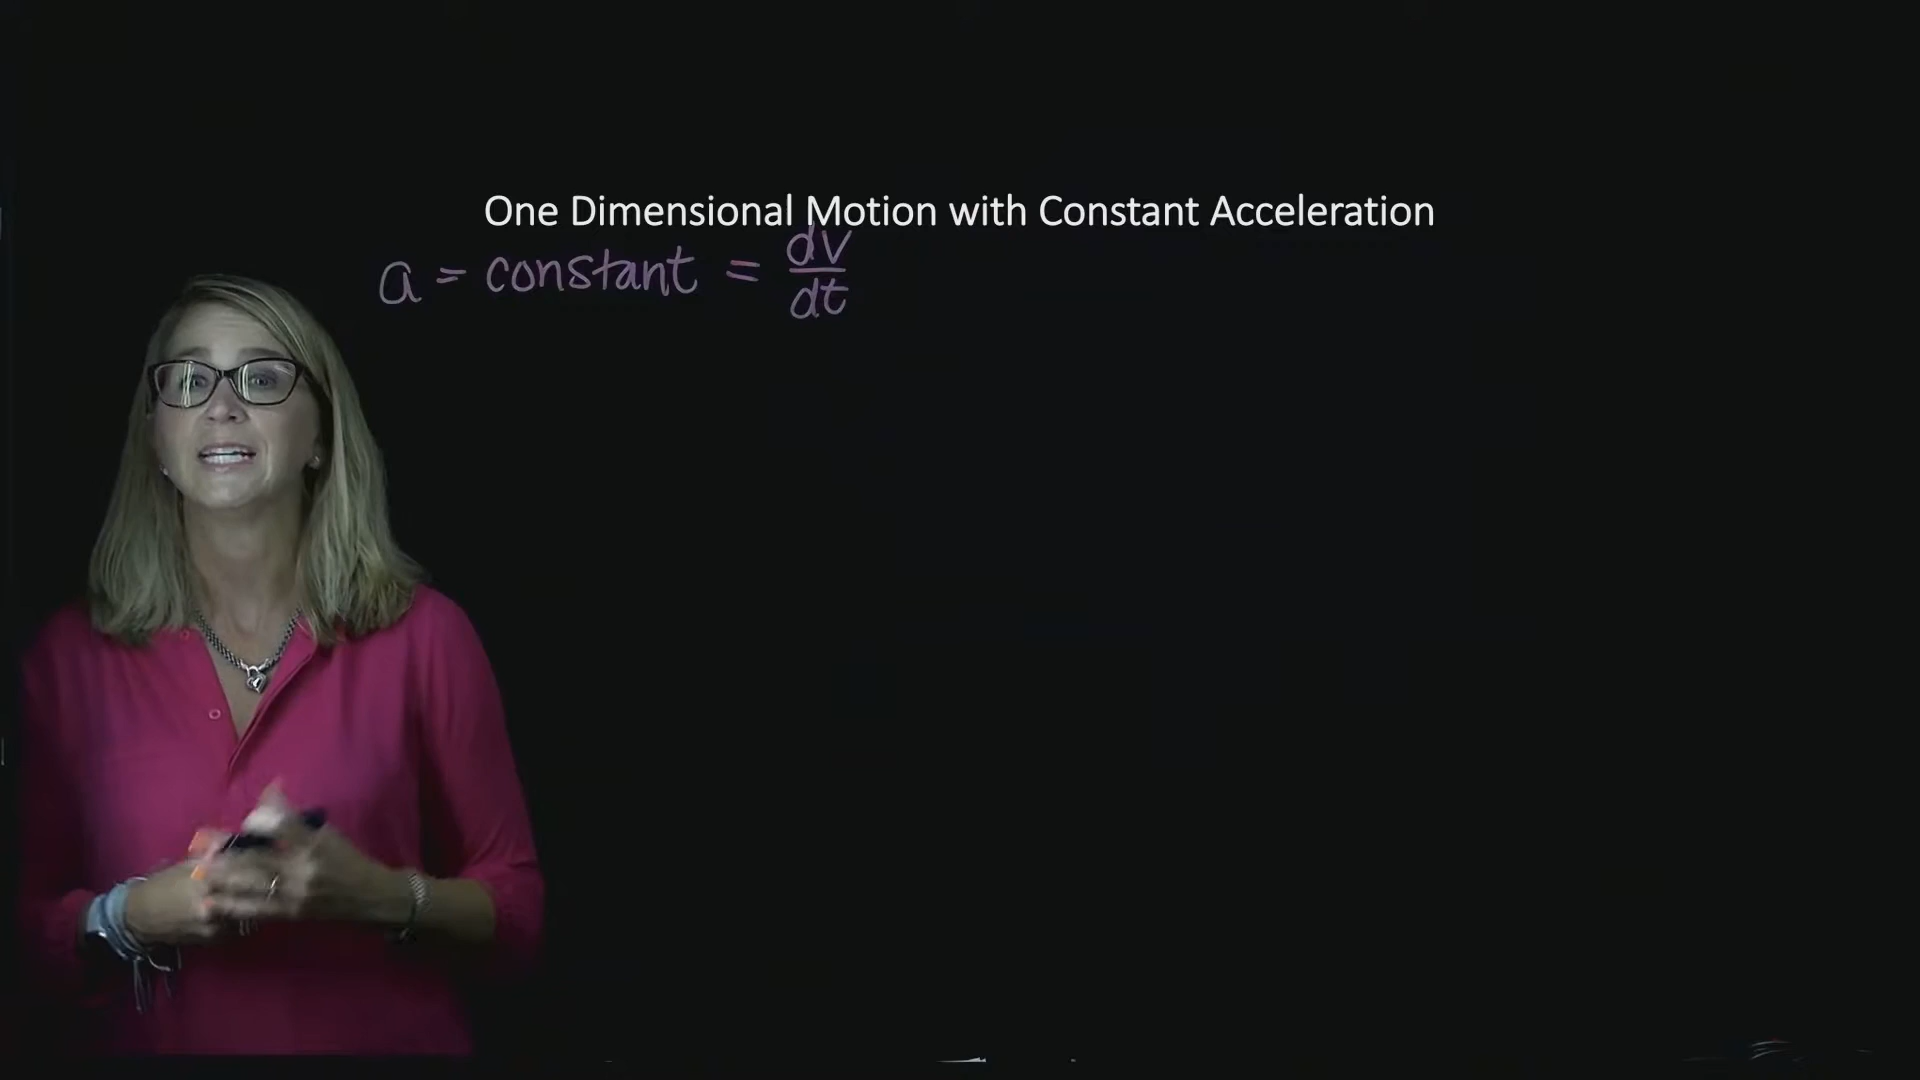 One Dimensional Motion with Constant Acceleration
a = constant = dv/dt